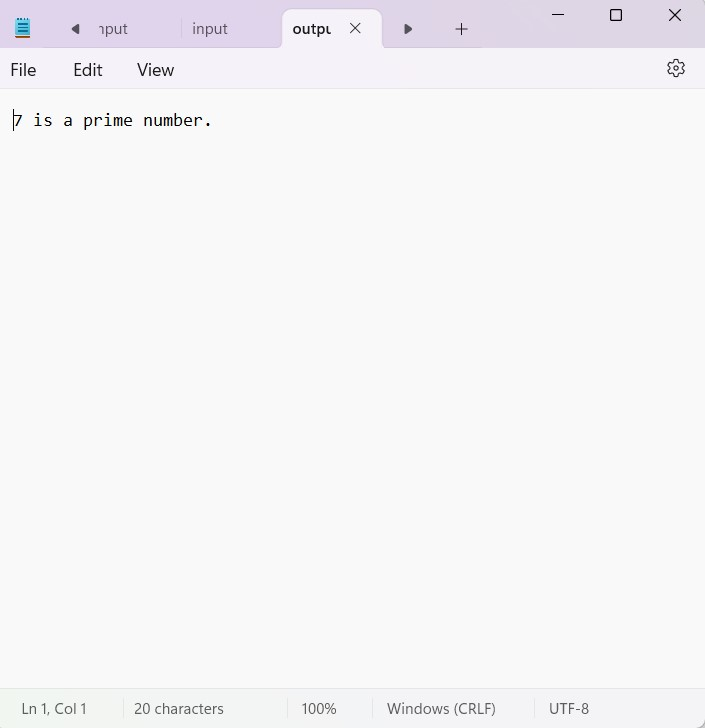 input
outpu
File Edit View
7 is a prime number.
Ln 1, Col 1 20 characters 100% Windows (CRLF) UTF-8